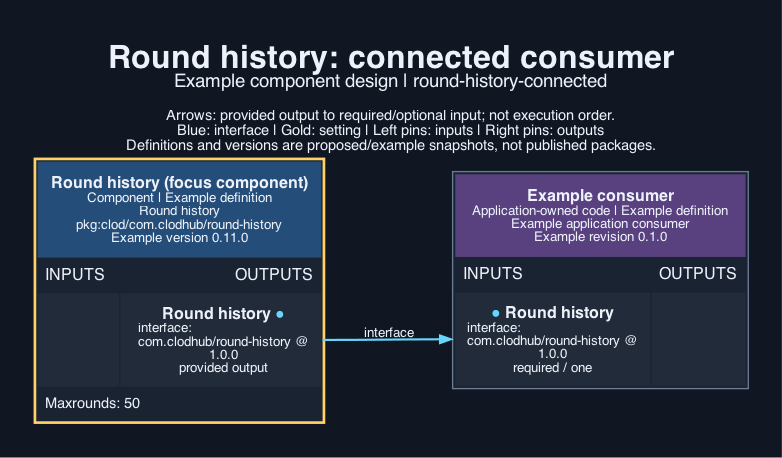 Round history: connected consumer
Example component design | round-history-connected
Arrows: provided output to required/optional input; not execution order.
Blue: interface | Gold: setting | Left pins: inputs | Right pins: outputs
Definitions and versions are proposed/example snapshots, not published packages.
Round history (focus component)
Component | Example definition
Round history
pkg:clod/com.clodhub/round-history
Example version 0.11.0
INPUTS
OUTPUTS
Round history
interface:
com.clodhub/round-history @
1.0.0
provided output
Maxrounds: 50
interface
Example consumer
Application-owned code | Example definition
Example application consumer
Example revision 0.1.0
INPUTS
OUTPUTS
Round history
interface:
com.clodhub/round-history @
1.0.0
required / one